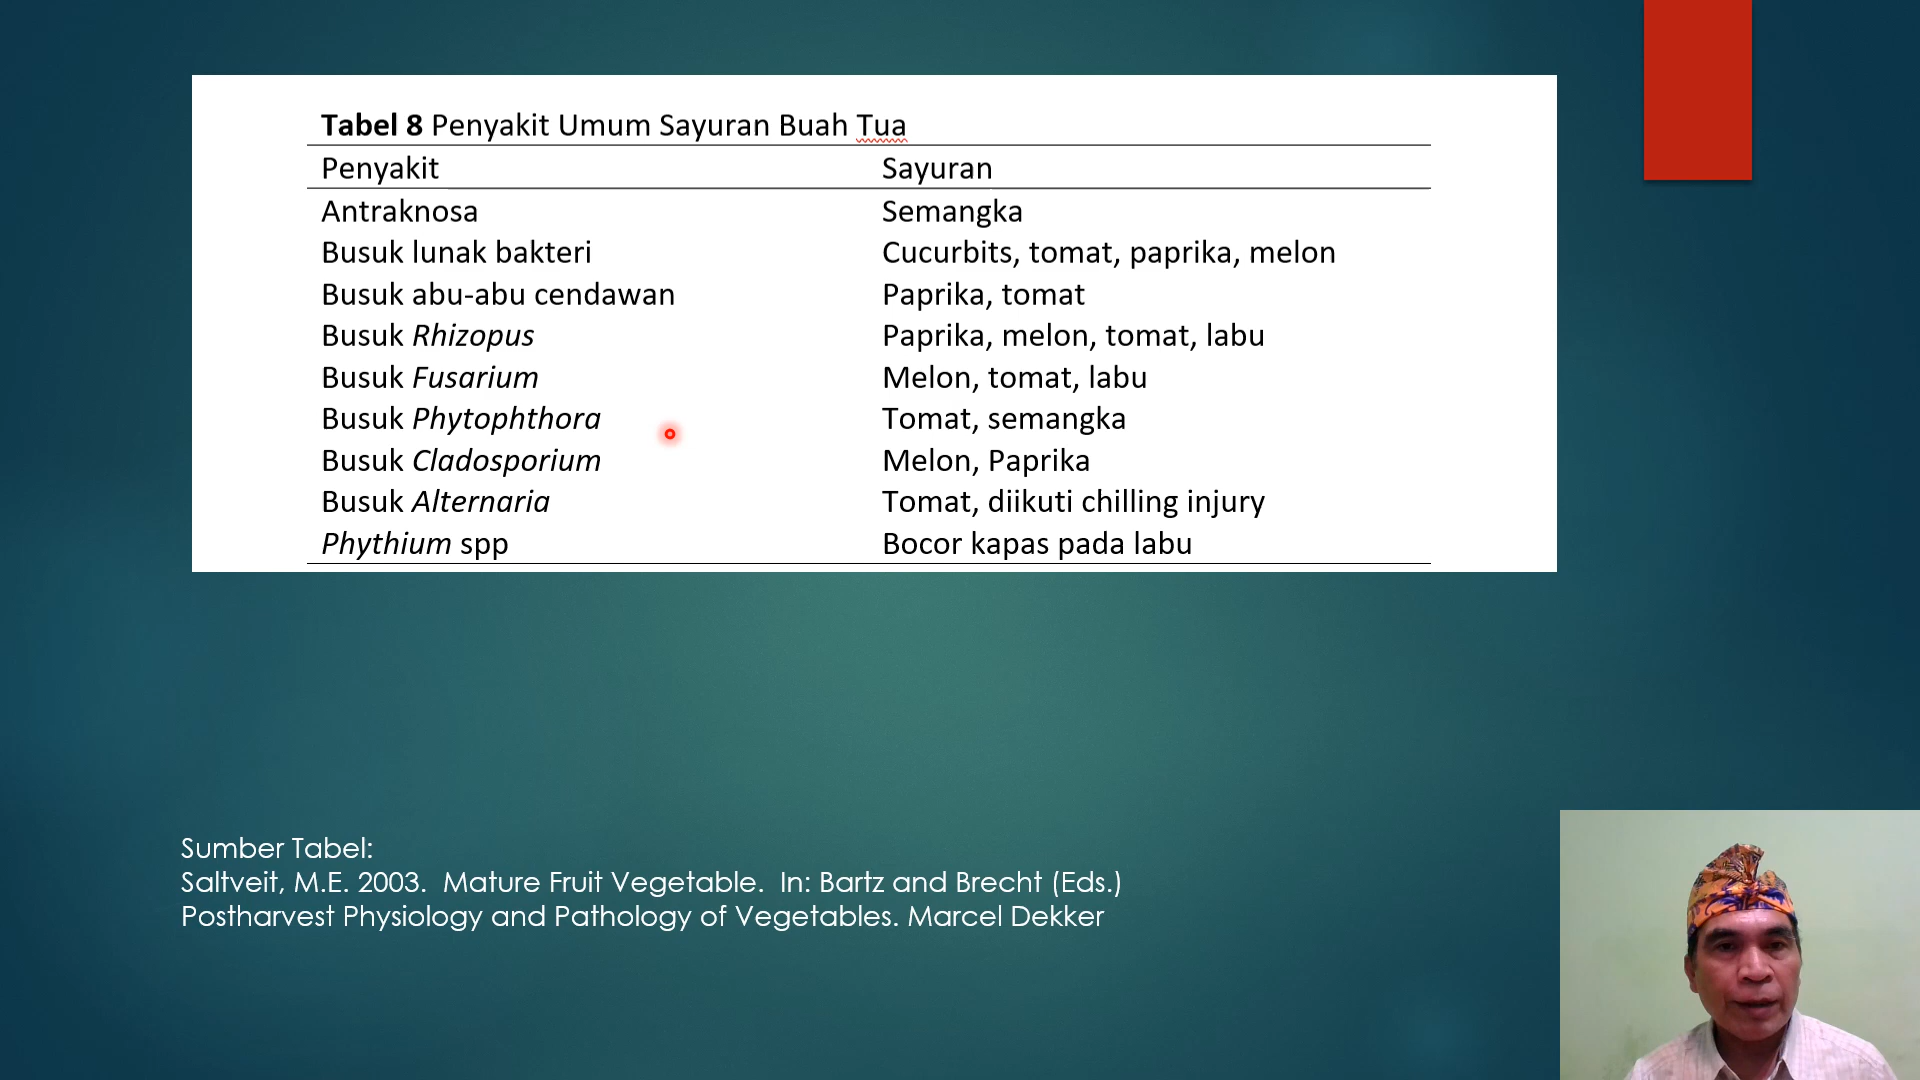 Tabel 8 Penyakit Umum Sayuran Buah Tua
Penyakit Sayuran
Antraknosa Semangka
Busuk lunak bakteri Cucurbits, tomat, paprika, melon
Busuk abu-abu cendawan Paprika, tomat
Busuk Rhizopus Paprika, melon, tomat, labu
Busuk Fusarium Melon, tomat, labu
Busuk Phytophthora Tomat, semangka
Busuk Cladosporium Melon, Paprika
Busuk Alternaria Tomat, diikuti chilling injury
Phythium spp Bocor kapas pada labu
Sumber Tabel:
Saltveit, M.E. 2003. Mature Fruit Vegetable. In: Bartz and Brecht (Eds.)
Postharvest Physiology and Pathology of Vegetables. Marcel Dekker